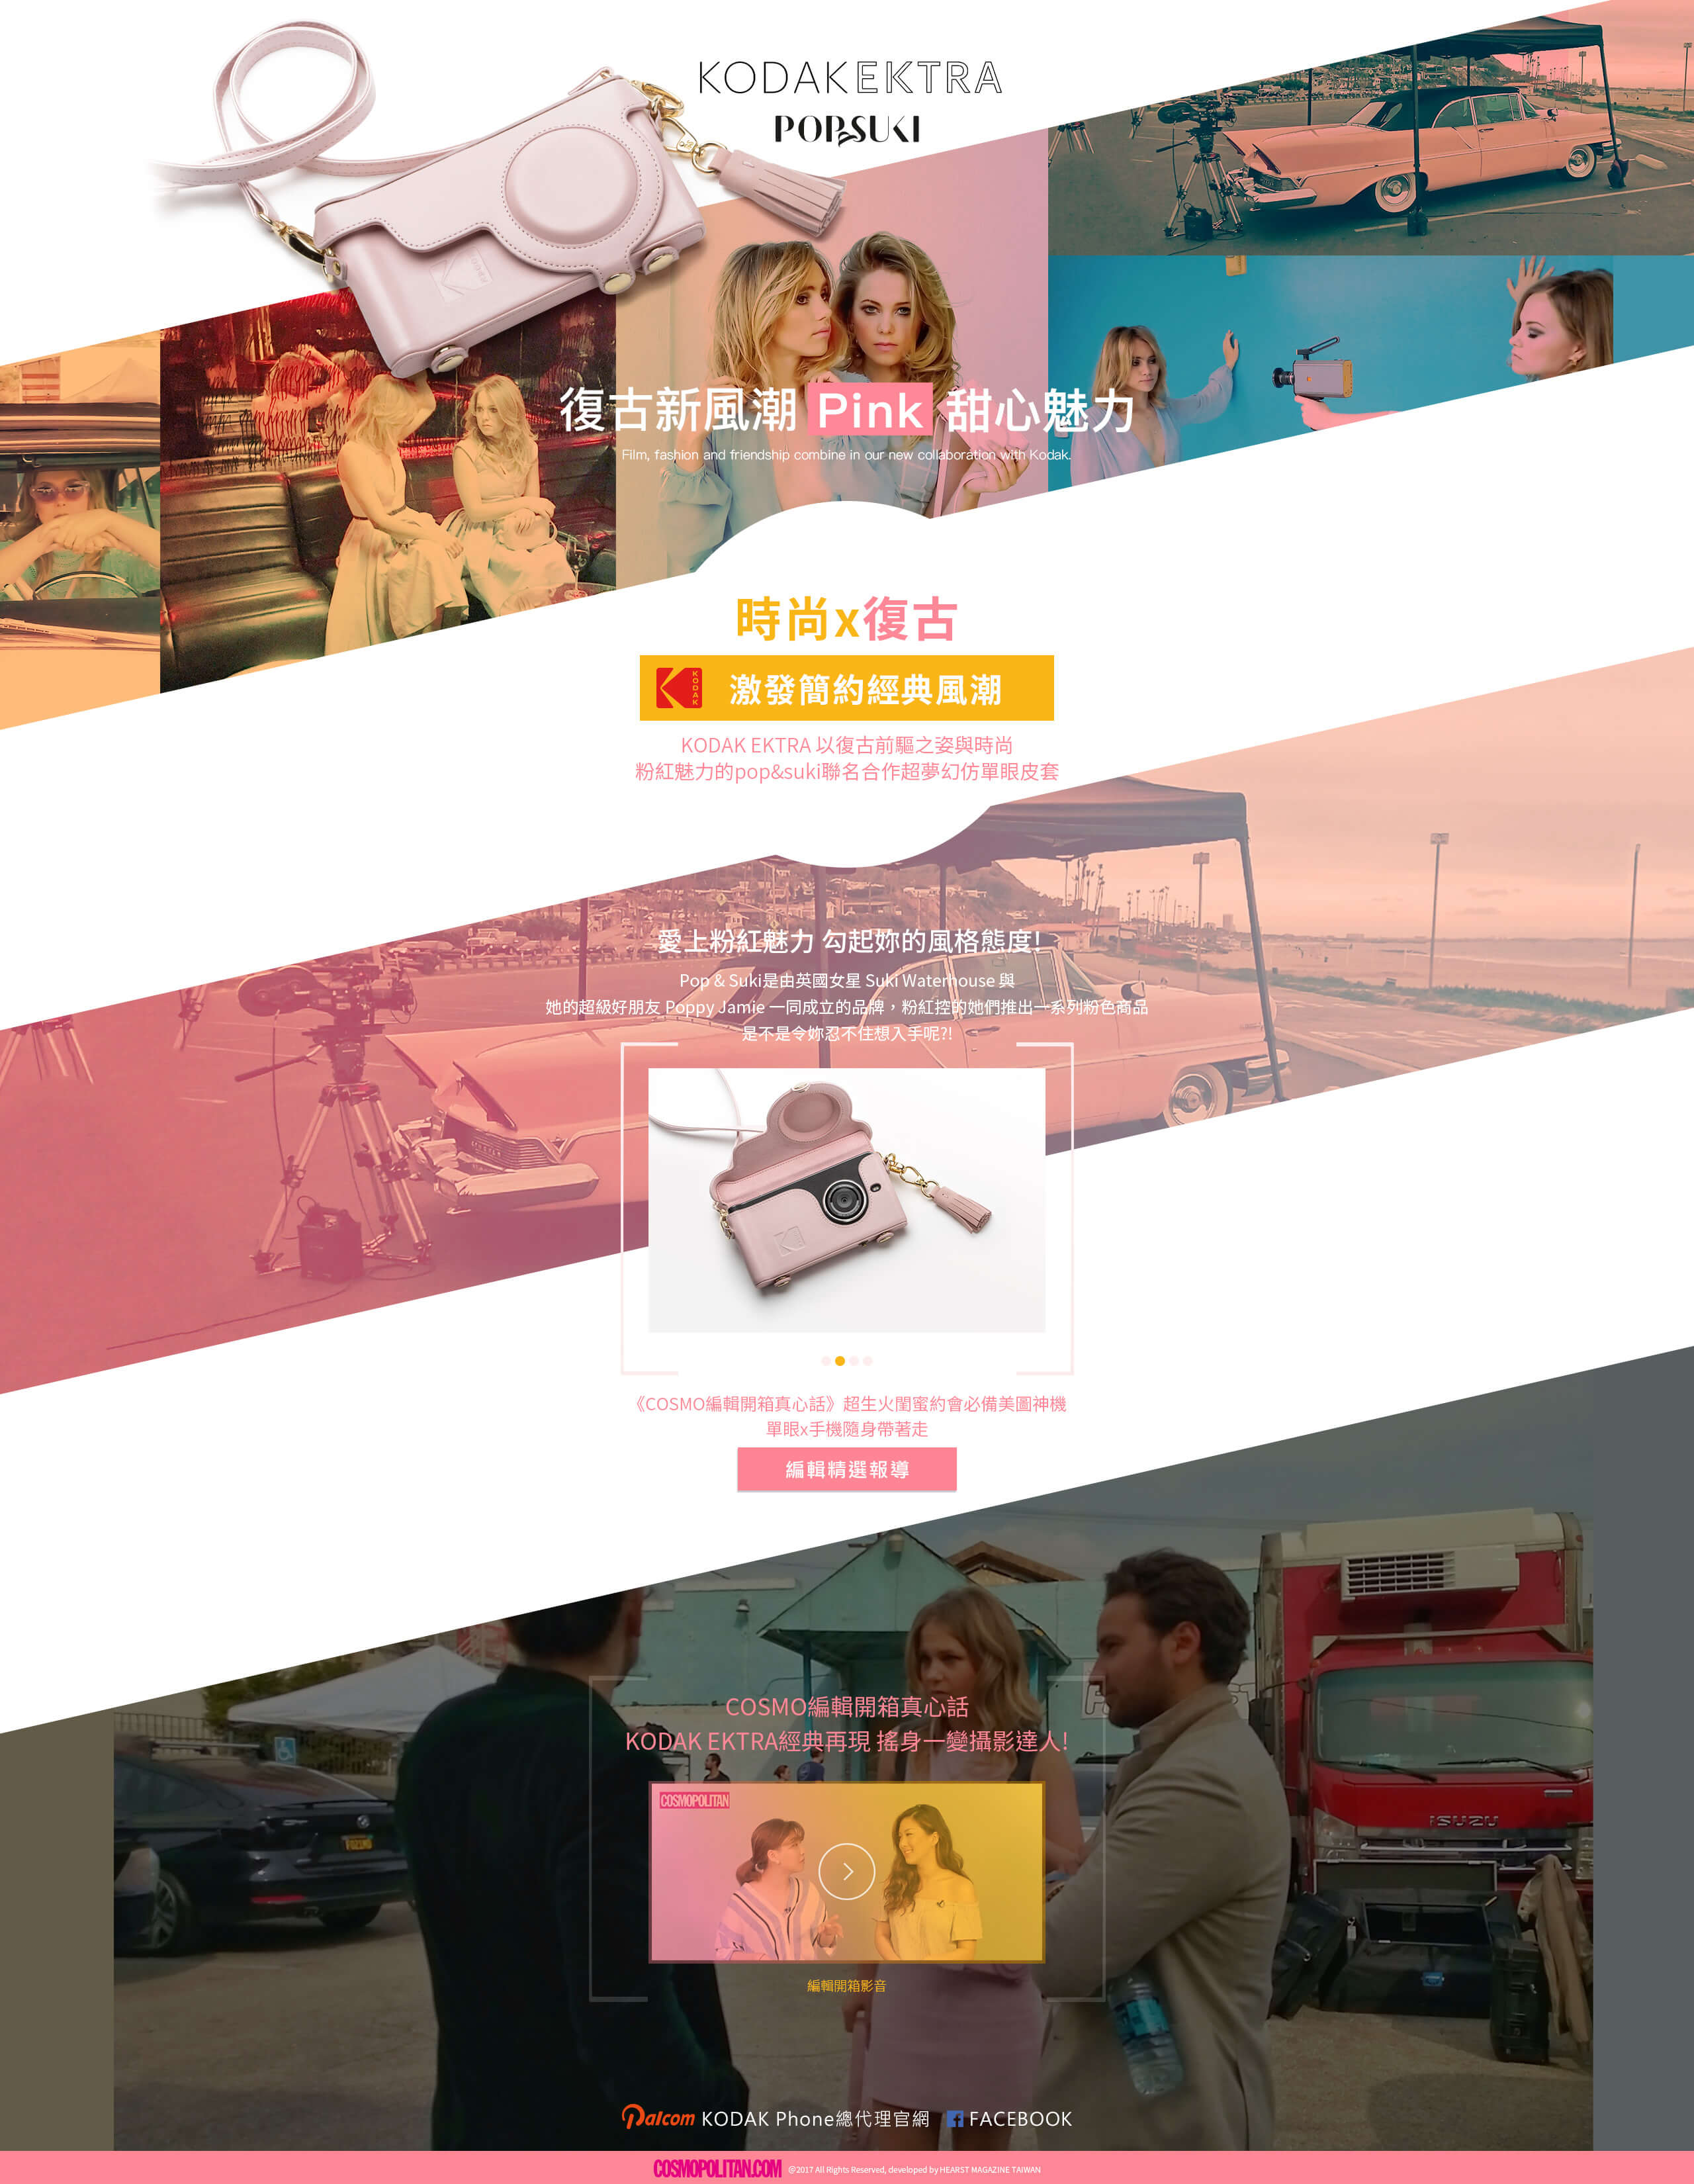 KODAK EKTRA
POP&SUKI
復古新風潮 Pink 甜心魅力
Film, fashion and friendship combine in our new collaboration with Kodak.
時尚x復古
KODAK
激發簡約經典風潮
KODAK EKTRA 以復古前驅之姿與時尚
粉紅魅力的pop&suki聯名合作超夢幻仿單眼皮套
愛上粉紅魅力 勾起妳的風格態度!
Pop & Suki是由英國女星 Suki Waterhouse 與
她的超級好朋友 Poppy Jamie 一同成立的品牌，粉紅控的她們推出一系列粉色商品
是不是令妳忍不住想入手呢?!
《COSMO編輯開箱真心話》超生火閨蜜約會必備美圖神機
單眼x手機隨身帶著走
編輯精選報導
COSMO編輯開箱真心話
KODAK EKTRA經典再現 搖身一變攝影達人!
ISUZU
COSMOPOLITAN
編輯開箱影音
Palcom KODAK Phone總代理官網 FACEBOOK
COSMOPOLITAN.COM @2017 All Rights Reserved, developed by HEARST MAGAZINE TAIWAN